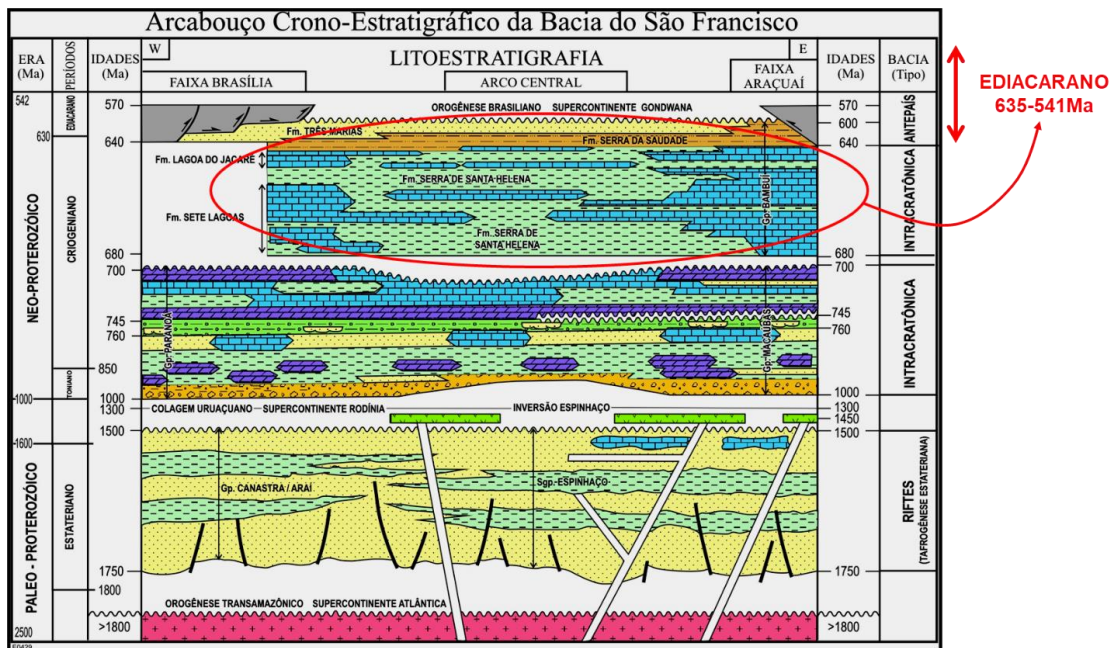 Arcabouço Crono-Estratigráfico da Bacia do São Francisco
ERA
(Ma)
PERÍODOS
IDADES
(Ma)
W
LITOESTRATIGRAFIA
E
FAIXA BRASÍLIA
ARCO CENTRAL
FAIXA
ARAÇUAÍ
IDADES
(Ma)
BACIA
(Tipo)
EDIACARANO
635-541Ma
542
630
1000
1600
2500
NEO-PROTEROZÓICO
PALEO - PROTEROZÓICO
EDIACARANO
CRIOGENIANO
TONIANO
ESTATERIANO
570
640
680
700
745
760
850
1000
1300
1500
1750
1800
>1800
OROGÊNESE BRASILIANO SUPERCONTINENTE GONDWANA
Fm. TRÊS MARIAS
Fm. SERRA DA SAUDADE
Fm. LAGOA DO JACARÉ
Fm. SERRA DE SANTA HELENA
Fm. SETE LAGOAS
Fm. SERRA DE
SANTA HELENA
Gp. BAMBUÍ
Gp. PARANOÁ
Gp. MACAÚBAS
COLAGEM URUAÇUANO SUPERCONTINENTE RODÍNIA
INVERSÃO ESPINHAÇO
Gp. CANASTRA / ARAÍ
Sgp. ESPINHAÇO
OROGÊNESE TRANSAMAZÔNICO SUPERCONTINENTE ATLÂNTICA
570
600
640
680
700
745
760
1000
1300
1450
1500
1750
>1800
ANTEPAÍS
INTRACRATÔNICA
INTRACRATÔNICA
RIFTES
(TAFROGÊNESE ESTATERIANA)